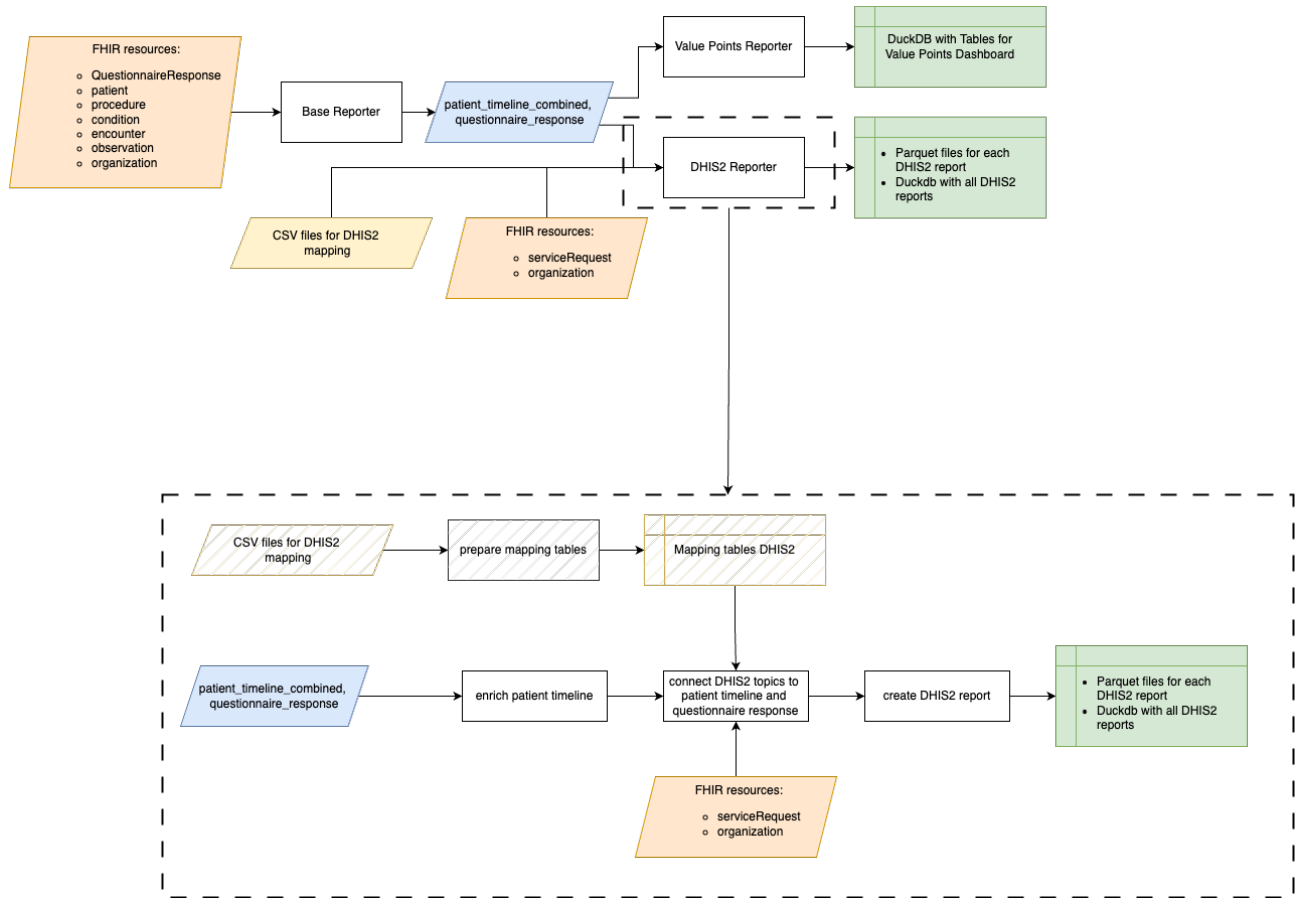 FHIR resources:
QuestionnaireResponse
patient
procedure
condition
encounter
observation
organization
Base Reporter
patient_timeline_combined,
questionnaire_response
Value Points Reporter
DuckDB with Tables for
Value Points Dashboard
DHIS2 Reporter
Parquet files for each
DHIS2 report
Duckdb with all DHIS2
reports
CSV files for DHIS2
mapping
FHIR resources:
serviceRequest
organization
CSV files for DHIS2
mapping
prepare mapping tables
Mapping tables DHIS2
patient_timeline_combined,
questionnaire_response
enrich patient timeline
connect DHIS2 topics to
patient timeline and
questionnaire response
create DHIS2 report
Parquet files for each
DHIS2 report
Duckdb with all DHIS2
reports
FHIR resources:
serviceRequest
organization